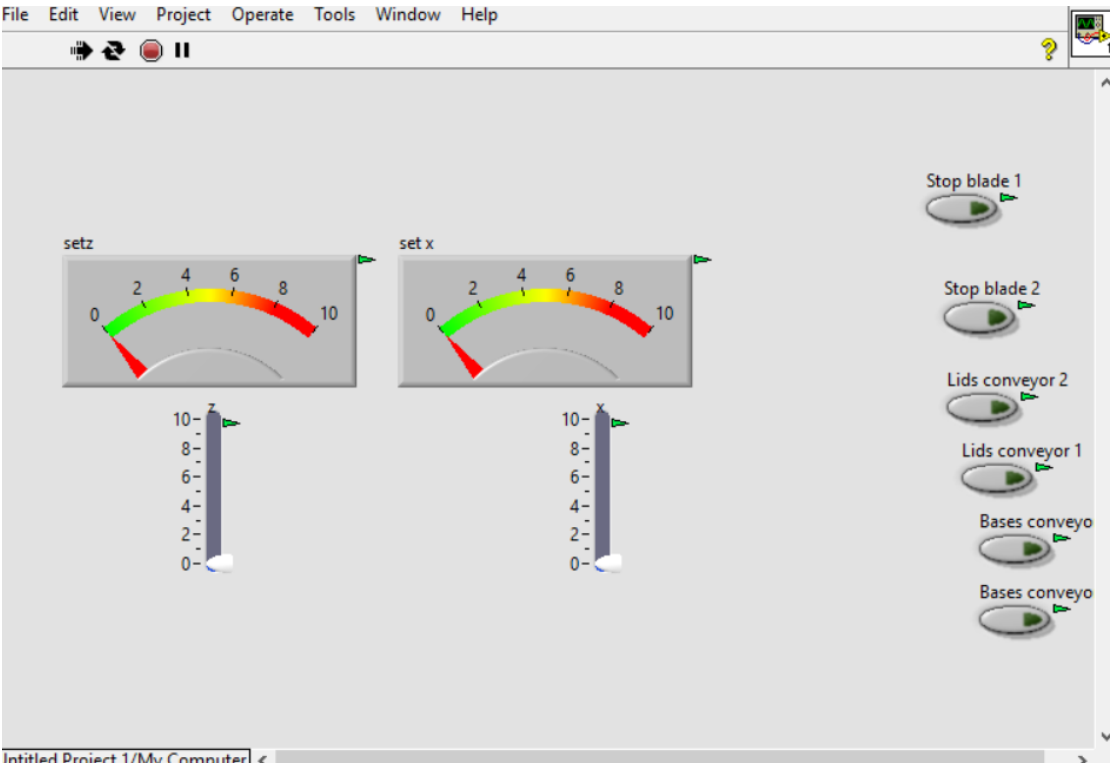 File Edit View Project Operate Tools Window Help
Stop blade 1
setz
set x
0 2 4 6 8 10
0 2 4 6 8 10
Stop blade 2
z
10
8
6
4
2
0
x
10
8
6
4
2
0
Lids conveyor 2
Lids conveyor 1
Bases conveyo
Bases conveyo
Intitled Project 1/My Computer